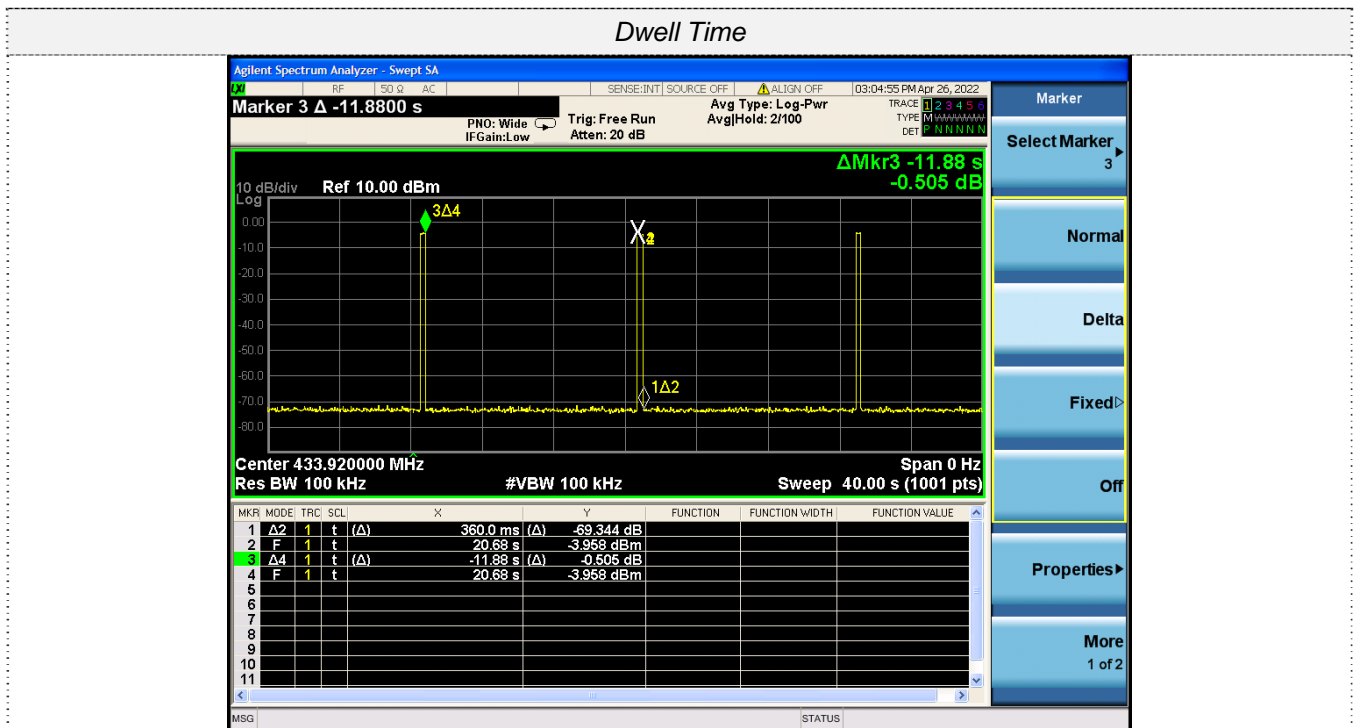 Dwell Time
Agilent Spectrum Analyzer - Swept SA
LXI RF 50 Ω AC SENSE:INT SOURCE OFF ALIGN OFF 03:04:55 PM Apr 26, 2022
Marker 3 Δ -11.8800 s
PNO: Wide
IFGain:Low
Trig: Free Run
Atten: 20 dB
Avg Type: Log-Pwr
Avg|Hold: 2/100
TRACE 1 2 3 4 5 6
TYPE M WWWWW
DET P N N N N N
ΔMkr3 -11.88 s
-0.505 dB
10 dB/div Ref 10.00 dBm
Log
0.00
-10.0
-20.0
-30.0
-40.0
-50.0
-60.0
-70.0
-80.0
3Δ4
1Δ2
Center 433.920000 MHz Span 0 Hz
Res BW 100 kHz #VBW 100 kHz Sweep 40.00 s (1001 pts)
MKR MODE TRC SCL X Y FUNCTION FUNCTION WIDTH FUNCTION VALUE
1 Δ2 1 t (Δ) 360.0 ms (Δ) -69.344 dB
2 F 1 t 20.68 s -3.958 dBm
3 Δ4 1 t (Δ) -11.88 s (Δ) -0.505 dB
4 F 1 t 20.68 s -3.958 dBm
5
6
7
8
9
10
11
MSG STATUS
Marker
Select Marker
3
Normal
Delta
Fixed
Off
Properties
More
1 of 2